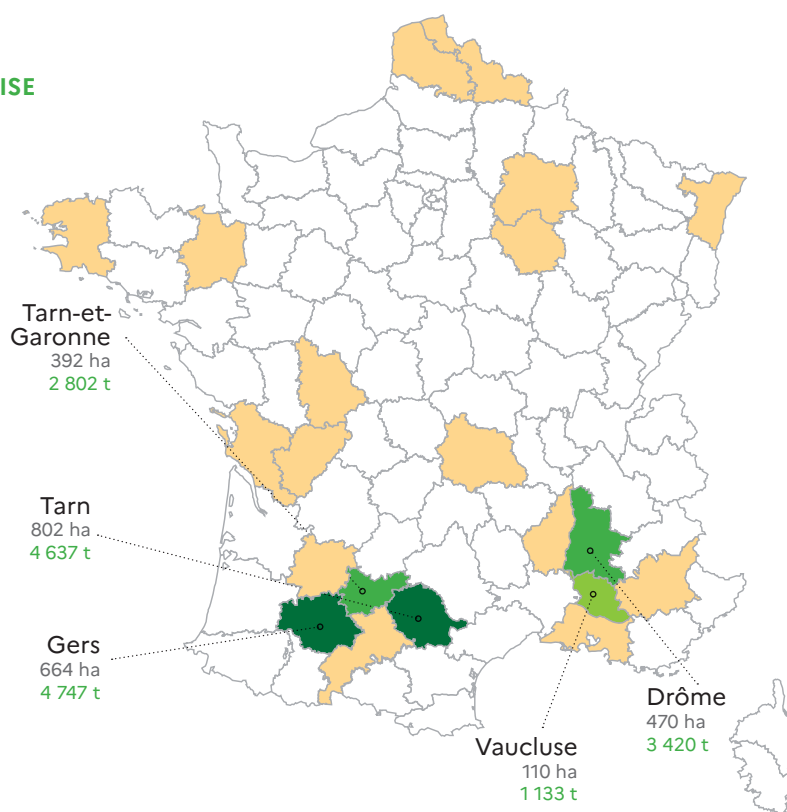 ISE
Tarn-et-
Garonne
392 ha
2 802 t
Tarn
802 ha
4 637 t
Gers
664 ha
4 747 t
Drôme
470 ha
3 420 t
Vaucluse
110 ha
1 133 t